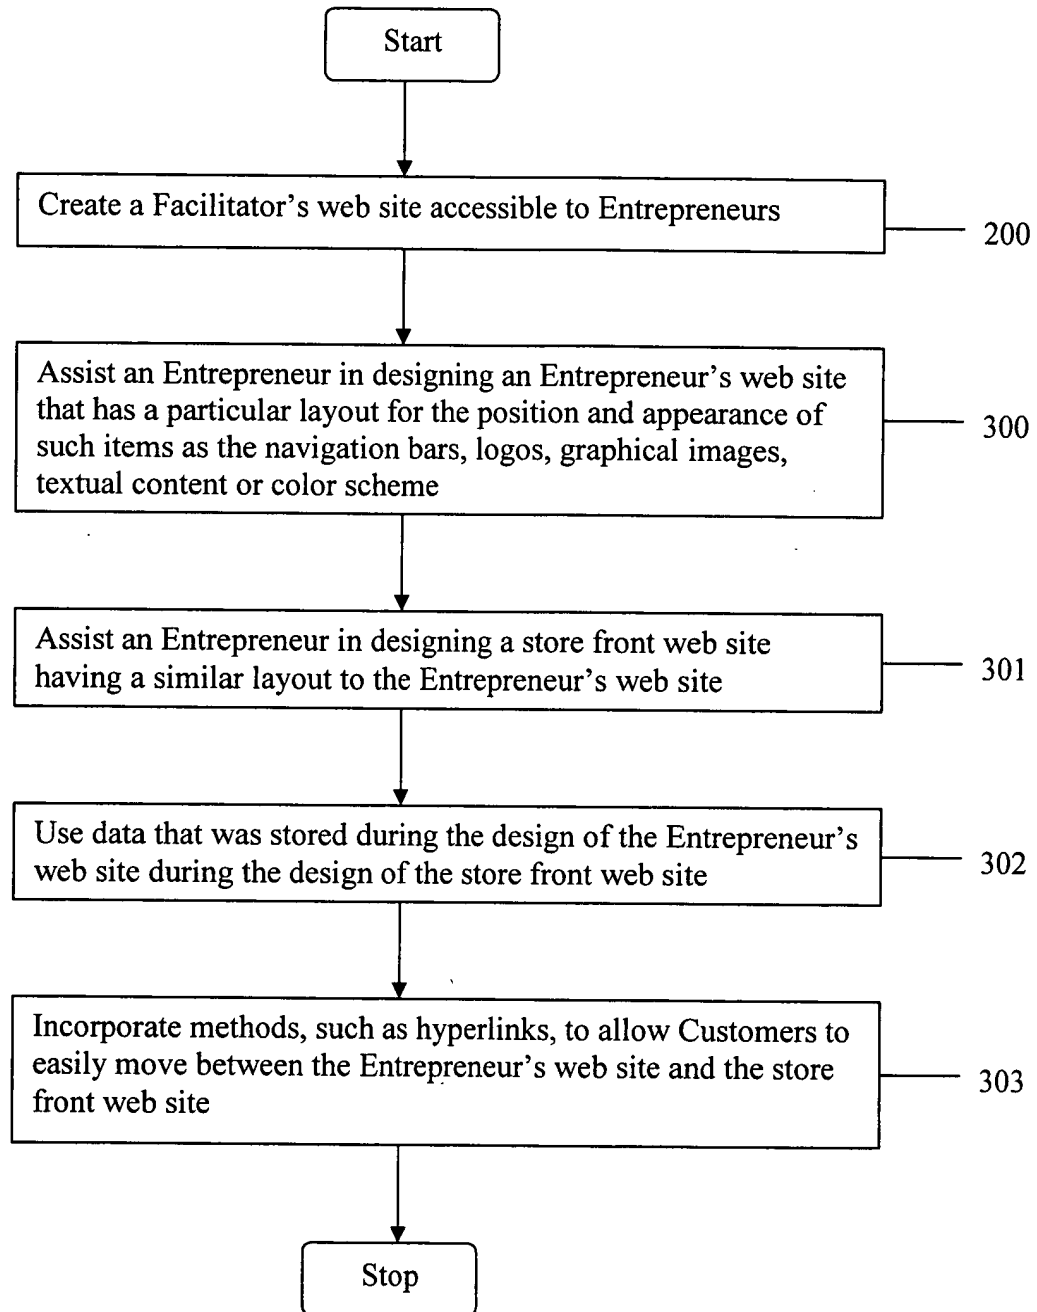 Start
Create a Facilitator's web site accessible to Entrepreneurs
200
Assist an Entrepreneur in designing an Entrepreneur's web site
that has a particular layout for the position and appearance of
such items as the navigation bars, logos, graphical images,
textual content or color scheme
300
Assist an Entrepreneur in designing a store front web site
having a similar layout to the Entrepreneur's web site
301
Use data that was stored during the design of the Entrepreneur's
web site during the design of the store front web site
302
Incorporate methods, such as hyperlinks, to allow Customers to
easily move between the Entrepreneur's web site and the store
front web site
303
Stop